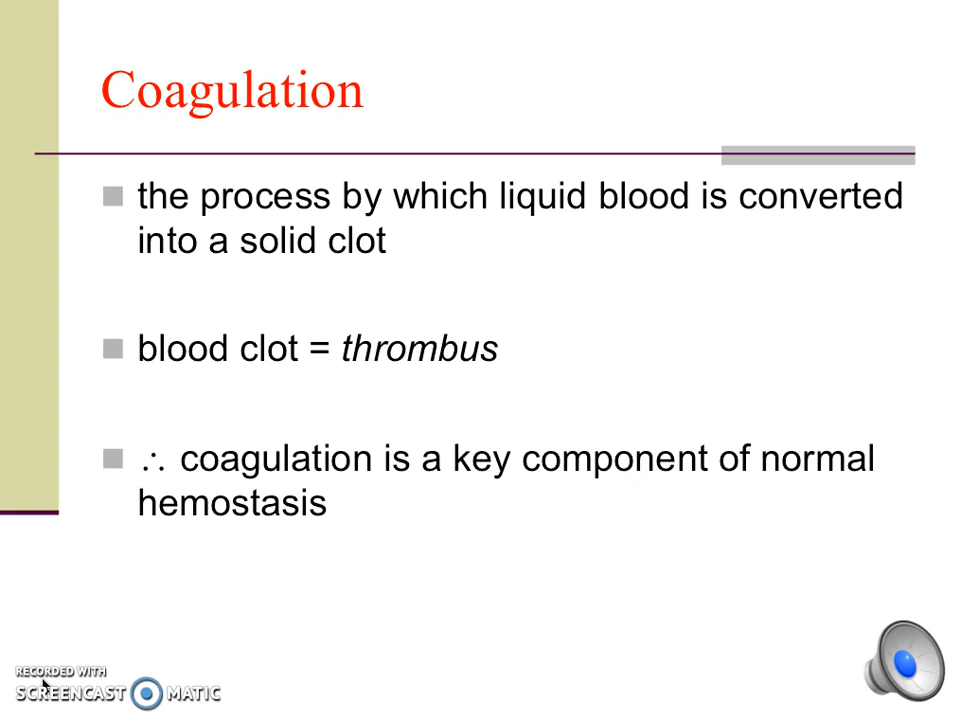 Coagulation
the process by which liquid blood is converted
into a solid clot
blood clot = thrombus
∴ coagulation is a key component of normal
hemostasis
RECORDED WITH
SCREENCAST MATIC